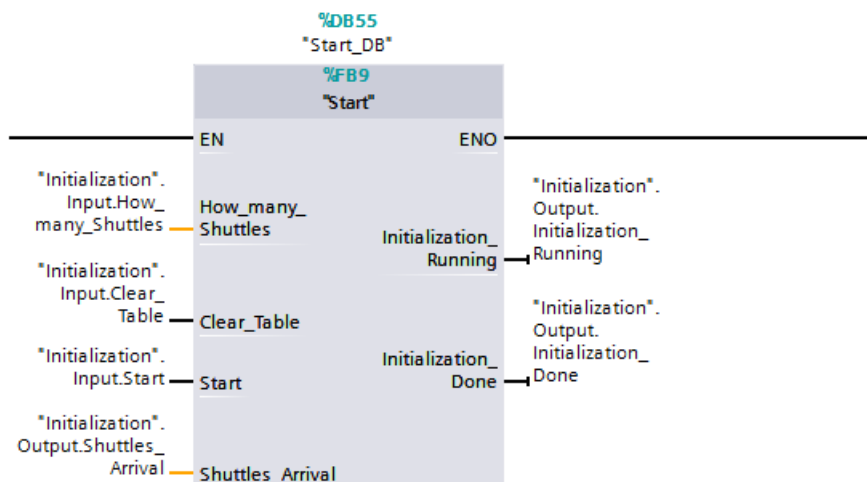 %DB55
"Start_DB"
%FB9
"Start"
EN
ENO
"Initialization".
Input.How_
many_Shuttles
How_many_
Shuttles
Initialization_
Running
"Initialization".
Output.
Initialization_
Running
"Initialization".
Input.Clear_
Table
Clear_Table
"Initialization".
Input.Start
Start
Initialization_
Done
"Initialization".
Output.
Initialization_
Done
"Initialization".
Output.Shuttles_
Arrival
Shuttles_Arrival